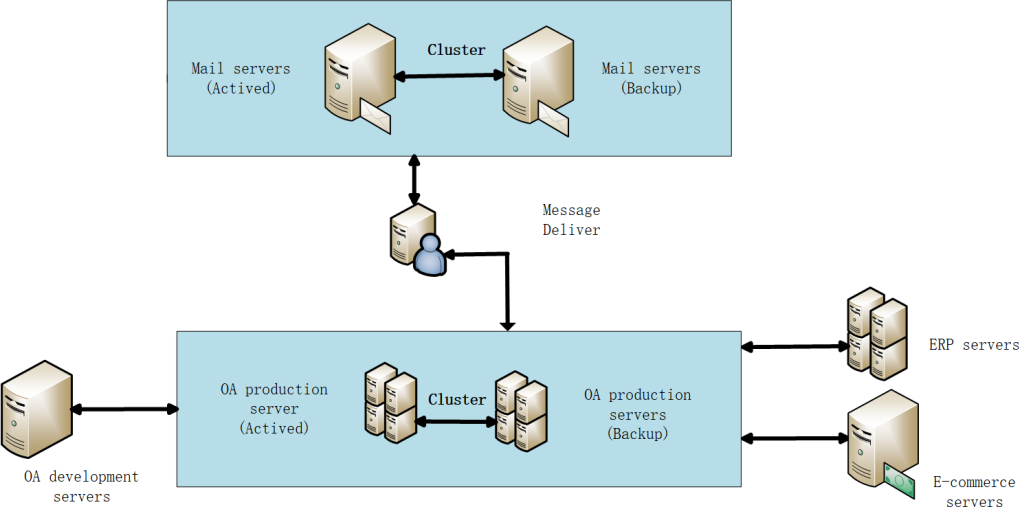 Cluster
Mail servers
(Actived)
Mail servers
(Backup)
Message
Deliver
ERP servers
OA production
server
(Actived)
Cluster
OA production
servers
(Backup)
OA development
servers
E-commerce
servers